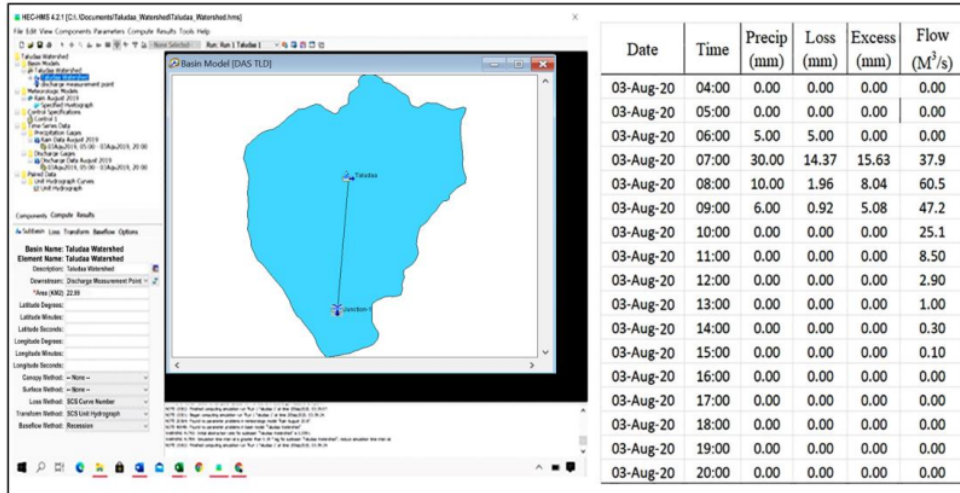 HEC-HMS 4.2.1 [C:\..\Documents\Taludaa_Watershed\Taludaa_Watershed.hms]
File Edit View Components Parameters Compute Results Tools Help
None Selected Run: Run 1 Taludaa 1
Taludaa Watershed
Basin Models
Taludaa Watershed
Taludaa Watershed
discharge measurement point
Meteorologic Models
Rain August 2019
Specified Hyetograph
Control Specifications
Control 1
Time-Series Data
Precipitation Gages
Rain Data August 2019
03Agu2019, 05:00 - 03Agu2019, 20:00
Discharge Gages
Discharge Data August 2019
03Agu2019, 05:00 - 03Agu2019, 20:00
Paired Data
Unit Hydrograph Curves
Unit Hydrograph
Components Compute Results
Subbasin Loss Transform Baseflow Options
Basin Name: Taludaa Watershed
Element Name: Taludaa Watershed
Description: Taludaa Watershed
Downstream: Discharge Measurement Point
*Area (KM2) 22.99
Latitude Degrees:
Latitude Minutes:
Latitude Seconds:
Longitude Degrees:
Longitude Minutes:
Longitude Seconds:
Canopy Method: -- None --
Surface Method: -- None --
Loss Method: SCS Curve Number
Transform Method: SCS Unit Hydrograph
Baseflow Method: Recession
Basin Model [DAS TLD]
Taludaa
Junction-1
Date Time Precip (mm) Loss (mm) Excess (mm) Flow (M³/s)
03-Aug-20 04:00 0.00 0.00 0.00 0.00
03-Aug-20 05:00 0.00 0.00 0.00 0.00
03-Aug-20 06:00 5.00 5.00 0.00 0.00
03-Aug-20 07:00 30.00 14.37 15.63 37.9
03-Aug-20 08:00 10.00 1.96 8.04 60.5
03-Aug-20 09:00 6.00 0.92 5.08 47.2
03-Aug-20 10:00 0.00 0.00 0.00 25.1
03-Aug-20 11:00 0.00 0.00 0.00 8.50
03-Aug-20 12:00 0.00 0.00 0.00 2.90
03-Aug-20 13:00 0.00 0.00 0.00 1.00
03-Aug-20 14:00 0.00 0.00 0.00 0.30
03-Aug-20 15:00 0.00 0.00 0.00 0.10
03-Aug-20 16:00 0.00 0.00 0.00 0.00
03-Aug-20 17:00 0.00 0.00 0.00 0.00
03-Aug-20 18:00 0.00 0.00 0.00 0.00
03-Aug-20 19:00 0.00 0.00 0.00 0.00
03-Aug-20 20:00 0.00 0.00 0.00 0.00